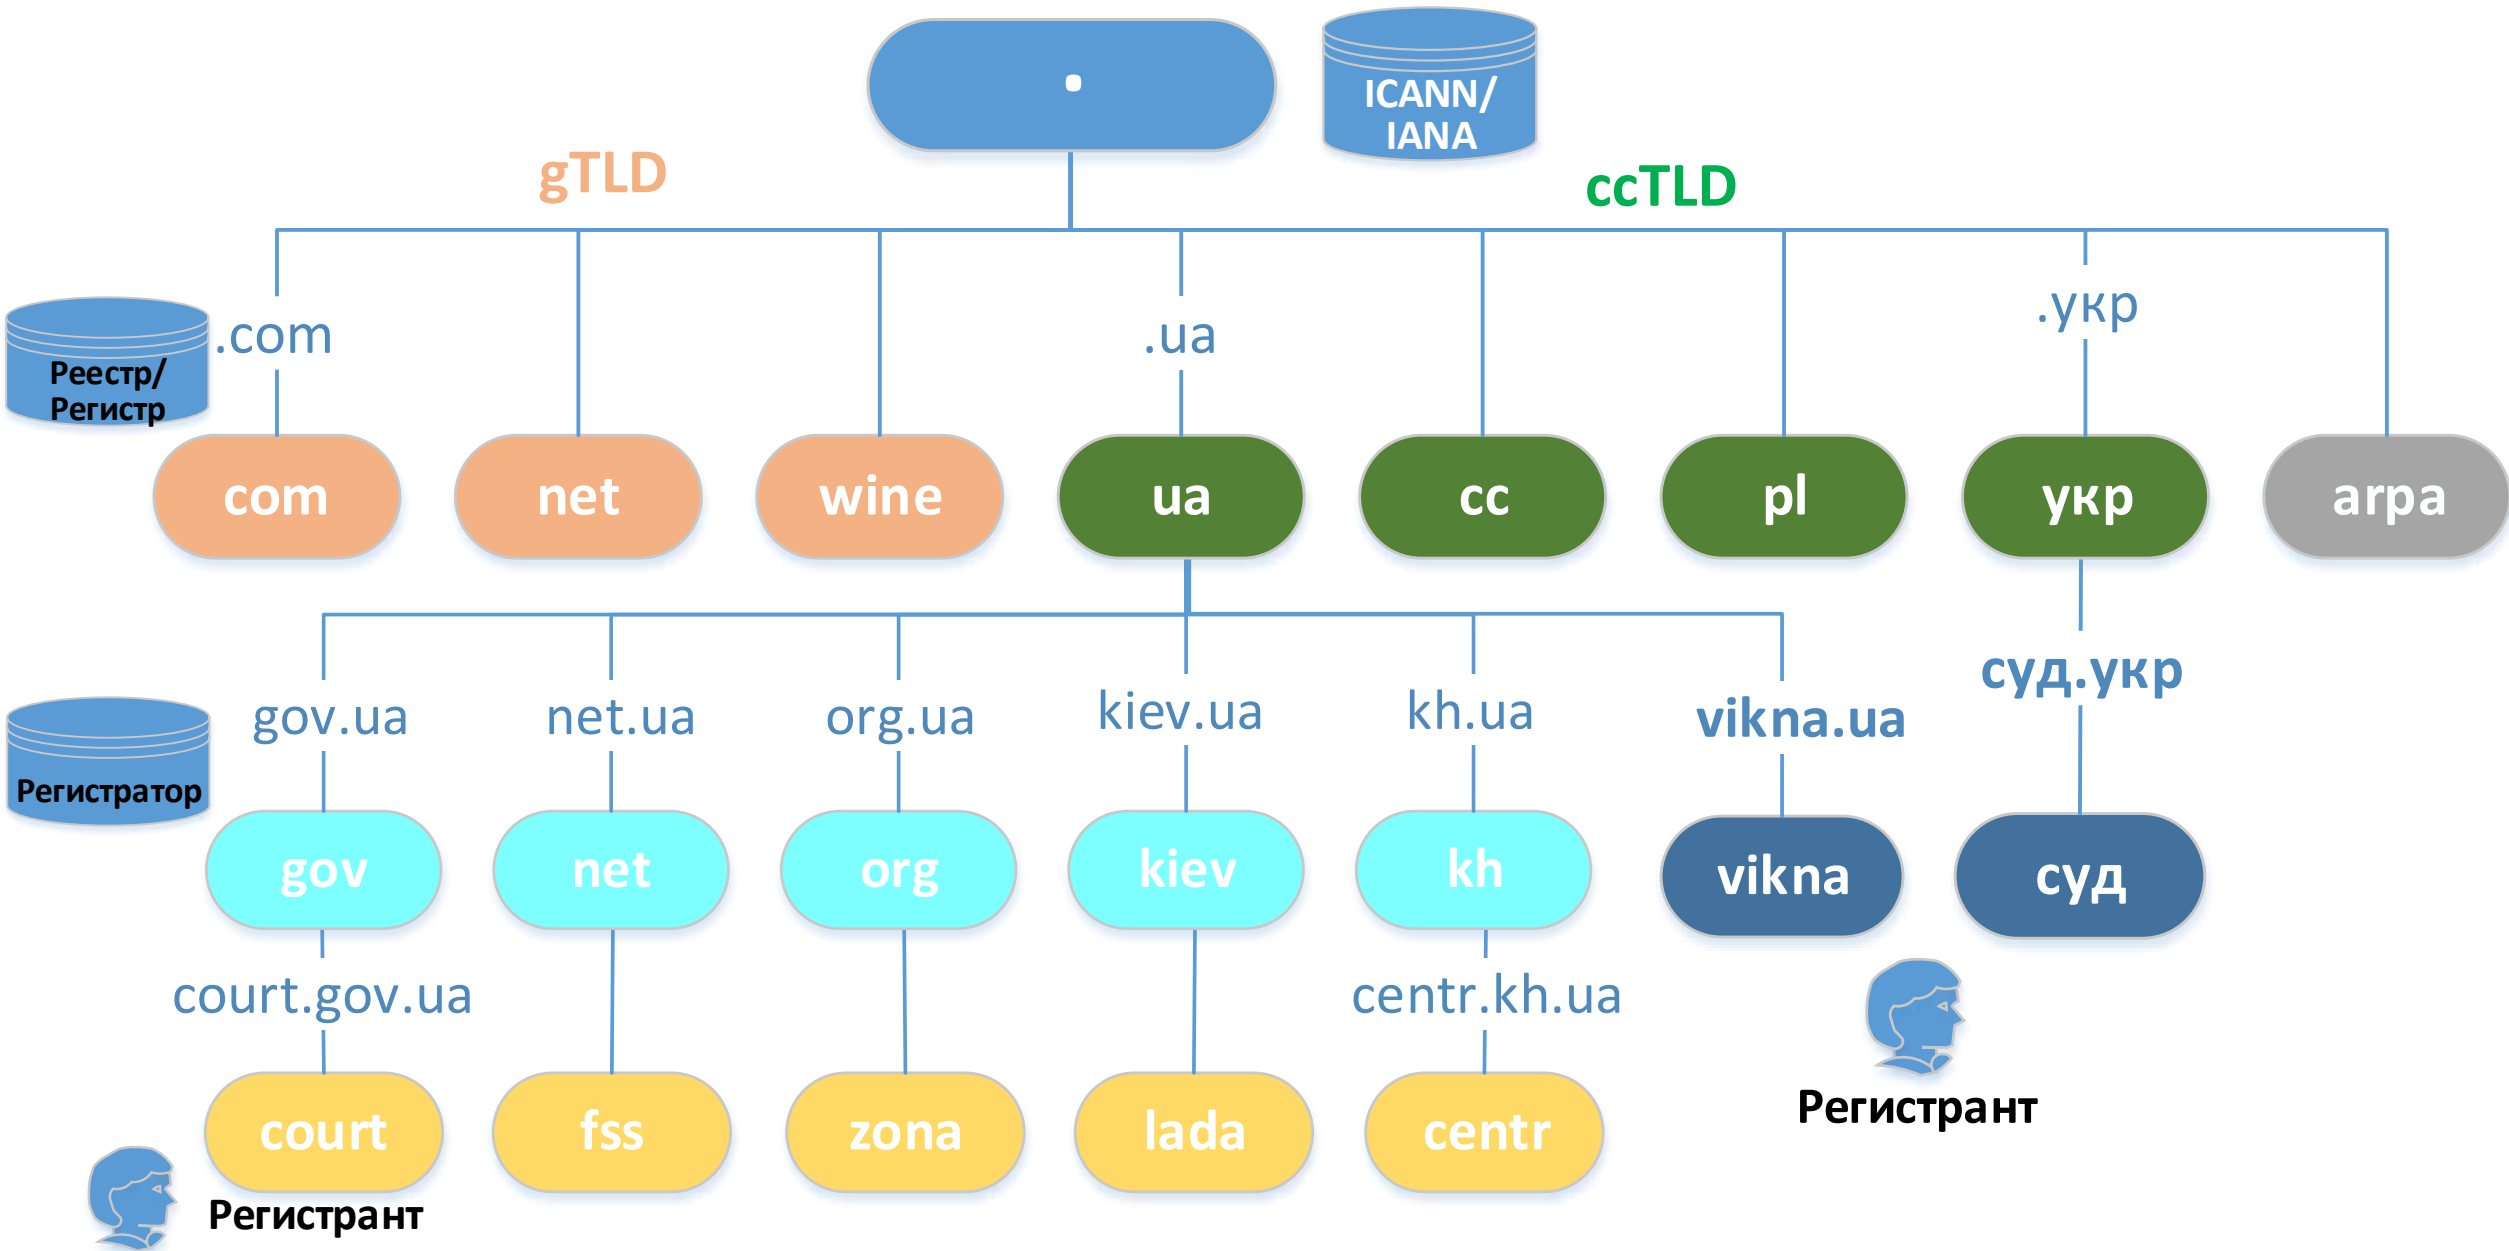 .
ICANN/
IANA
gTLD
ccTLD
.com
.ua
.укр
Реестр/
Регистр
com
net
wine
ua
cc
pl
укр
arpa
gov.ua
net.ua
org.ua
kiev.ua
kh.ua
vikna.ua
суд.укр
Регистратор
gov
net
org
kiev
kh
vikna
суд
court.gov.ua
centr.kh.ua
court
fss
zona
lada
centr
Регистрант
Регистрант